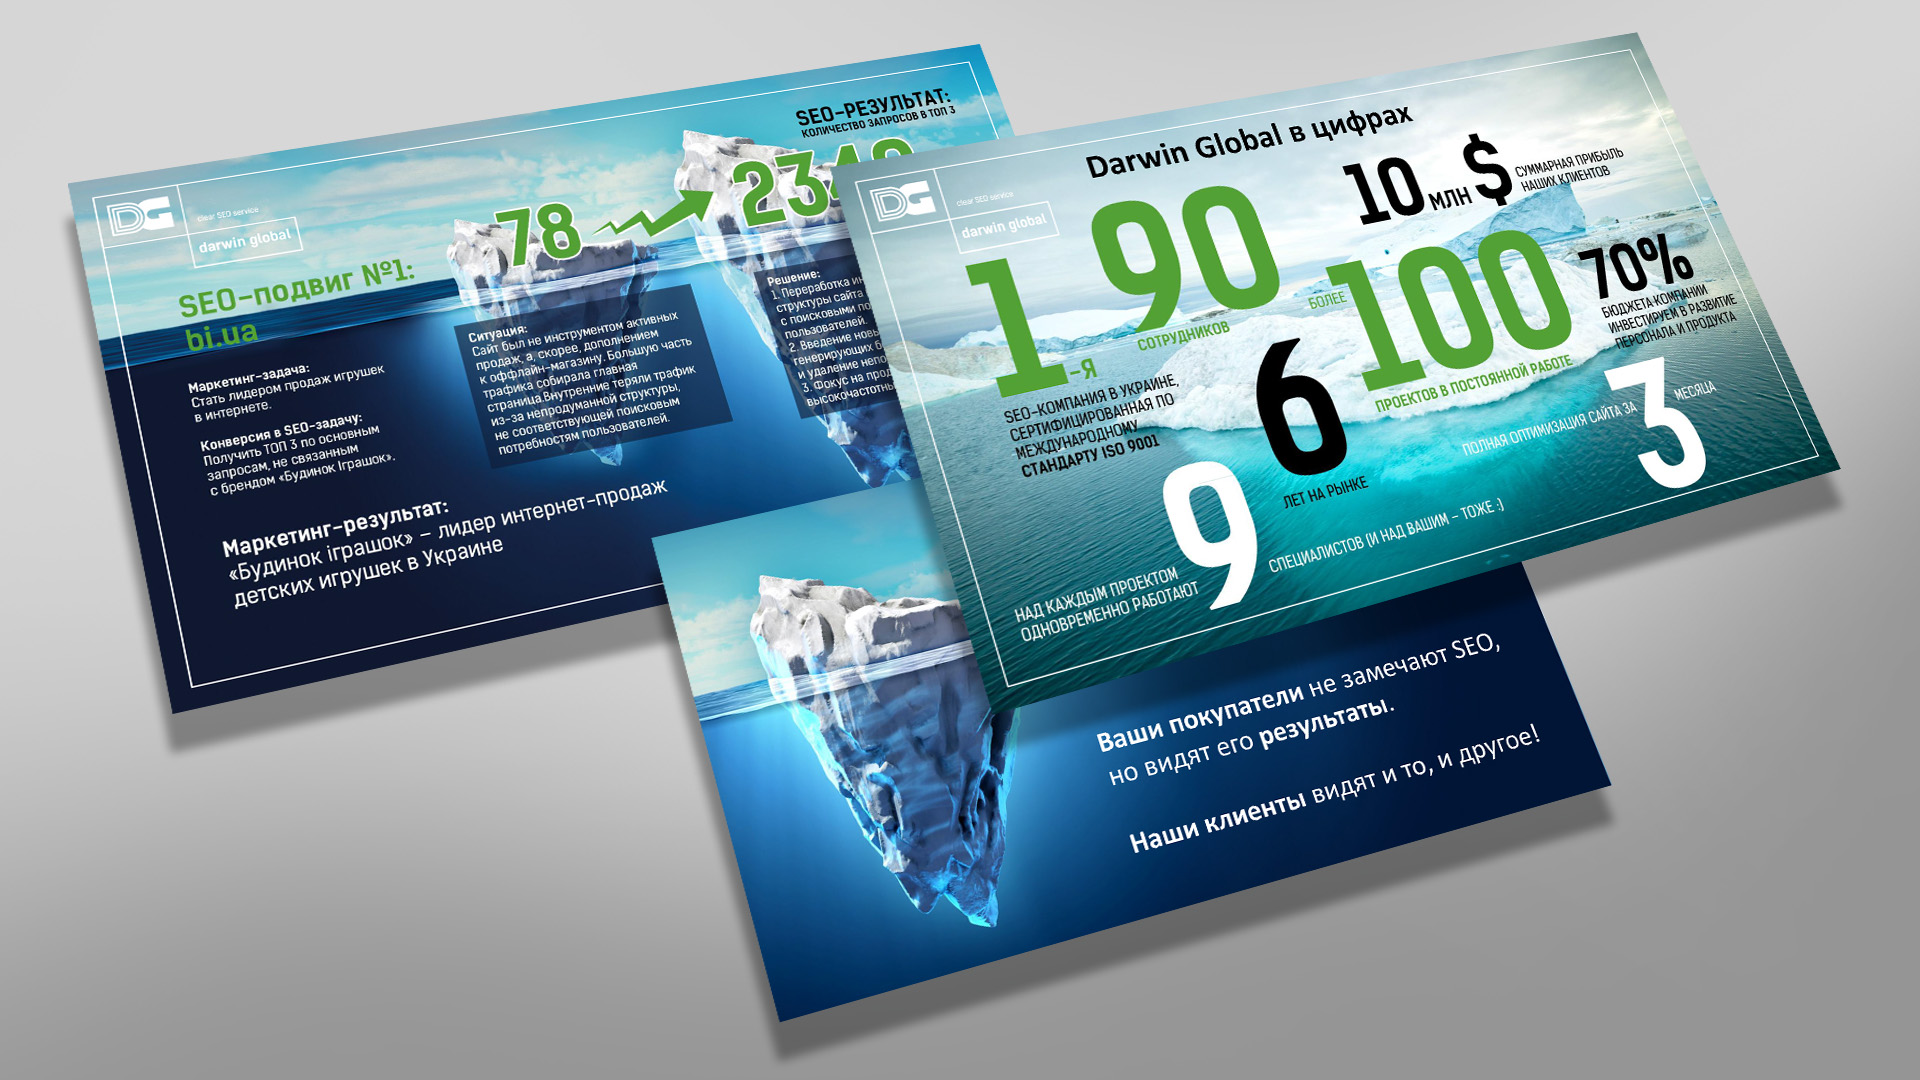 DG
clear SEO service
darwin global
SEO-подвиг №1:
bi.ua
Маркетинг-задача:
Стать лидером продаж игрушек
в интернете.
Конверсия в SEO-задачу:
Получить ТОП 3 по основным
запросам, не связанным
с брендом «Будинок Іграшок».
Маркетинг-результат:
«Будинок іграшок» – лидер интернет-продаж
детских игрушек в Украине
SEO-РЕЗУЛЬТАТ:
КОЛИЧЕСТВО ЗАПРОСОВ В ТОП 3
78
Ситуация:
Сайт был не инструментом активных
продаж, а, скорее, дополнением
к оффлайн-магазину. Большую часть
трафика собирала главная
страница.Внутренние теряли трафик
из-за непродуманной структуры,
не соответствующей поисковым
потребностям пользователей.
Решение:
1. Переработка
структуры сайта
с поисковыми
пользователей.
2. Введение
генерирующих
и удаление
3. Фокус на
DG
clear SEO service
darwin global
Darwin Global в цифрах
1-я
SEO-КОМПАНИЯ В УКРАИНЕ,
СЕРТИФИЦИРОВАННАЯ ПО
МЕЖДУНАРОДНОМУ
СТАНДАРТУ ISO 9001
90
СОТРУДНИКОВ
10 МЛН $ СУММАРНАЯ ПРИБЫЛЬ
НАШИХ КЛИЕНТОВ
БОЛЕЕ 100
ПРОЕКТОВ В ПОСТОЯННОЙ РАБОТЕ
70%
БЮДЖЕТА КОМПАНИИ
ИНВЕСТИРУЕМ В РАЗВИТИЕ
ПЕРСОНАЛА И ПРОДУКТА
6
ЛЕТ НА РЫНКЕ
ПОЛНАЯ ОПТИМИЗАЦИЯ САЙТА ЗА 3 МЕСЯЦА
НАД КАЖДЫМ ПРОЕКТОМ
ОДНОВРЕМЕННО РАБОТАЮТ 9 СПЕЦИАЛИСТОВ (И НАД ВАШИМ – ТОЖЕ :)
Ваши покупатели не замечают SEO,
но видят его результаты.
Наши клиенты видят и то, и другое!